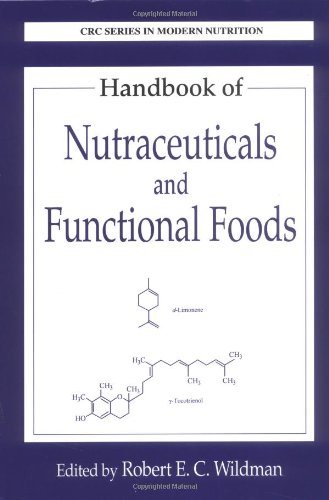 CRC SERIES IN MODERN NUTRITION
Handbook of
Nutraceuticals
and
Functional Foods
d-Limonene
CH₃ CH₃
CH₃ CH₃ CH₃
H₃C O
HO
γ-Tocotrienol
Edited by Robert E. C. Wildman